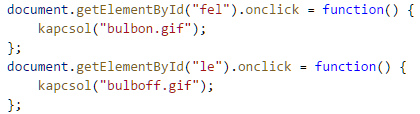 document.getElementById("fel").onclick = function() {
    kapcsol("bulbon.gif");
};
document.getElementById("le").onclick = function() {
    kapcsol("bulboff.gif");
};